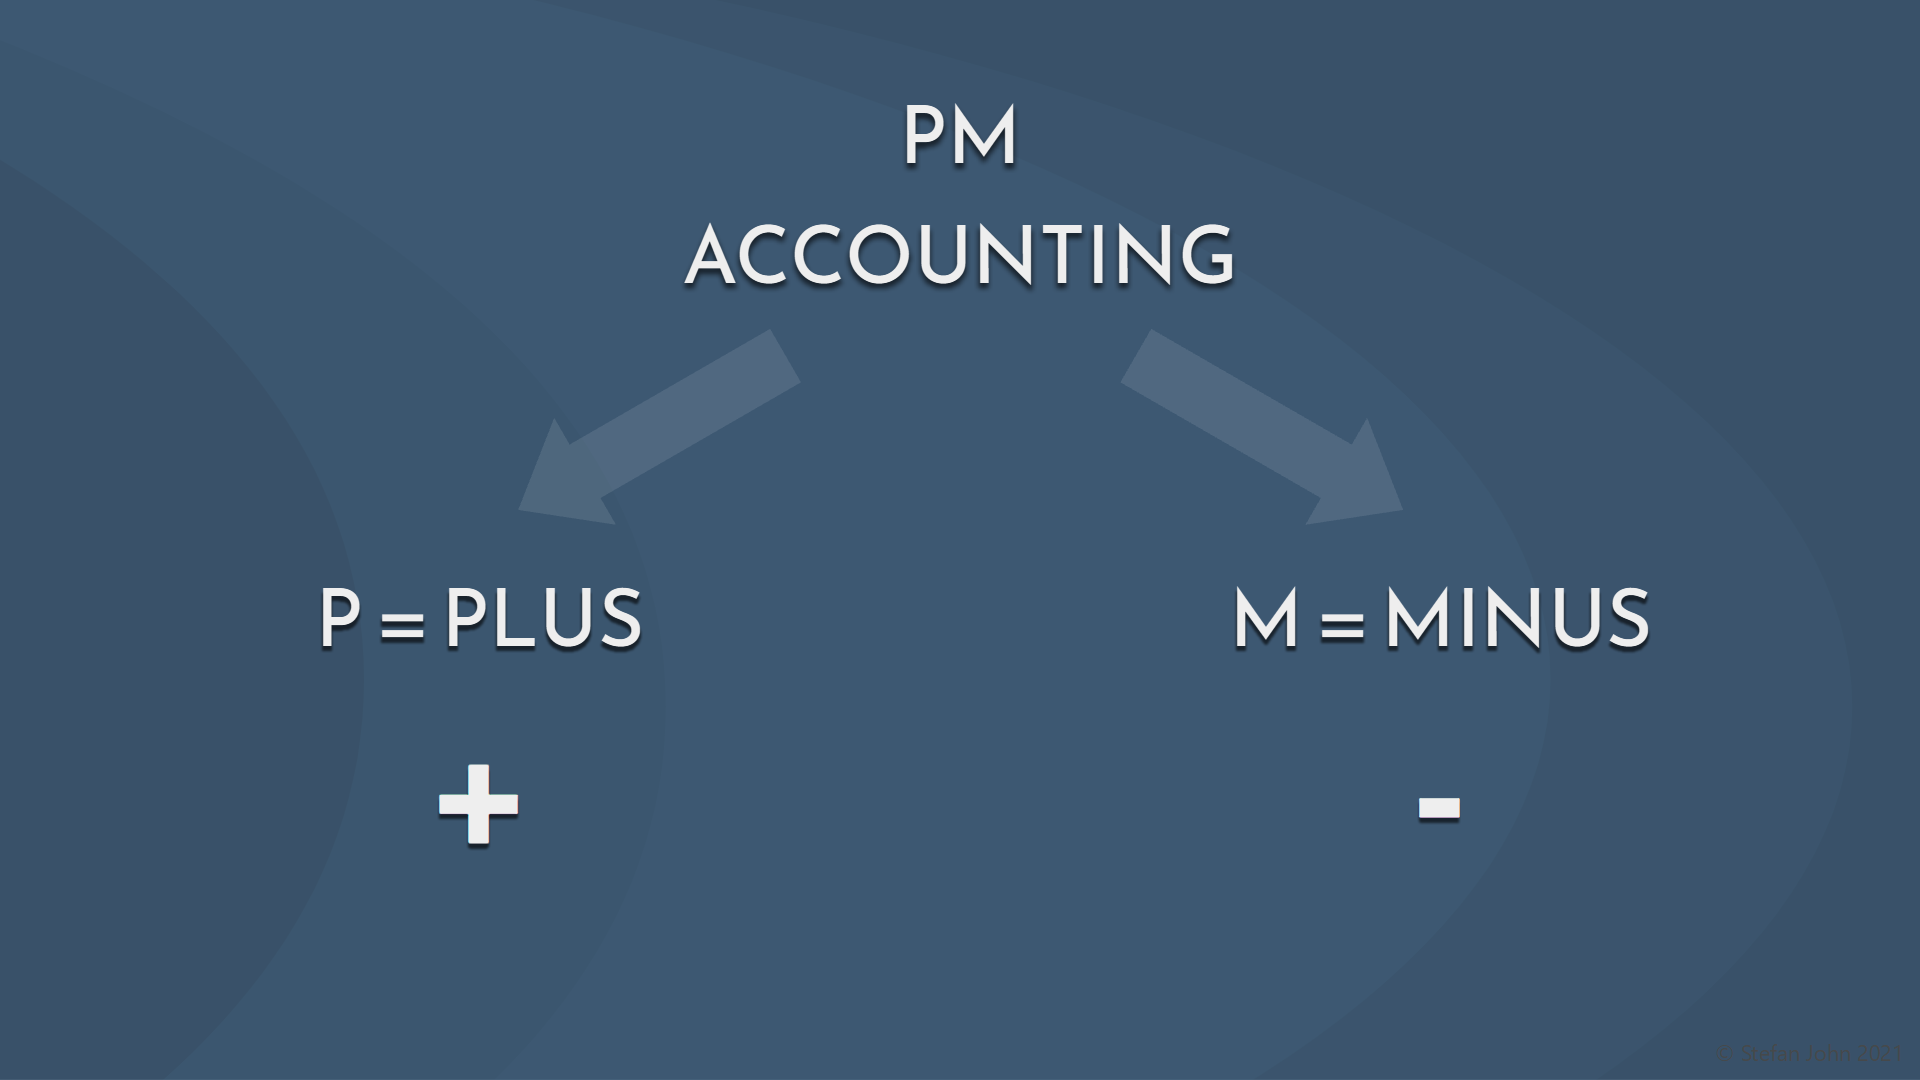 PM
ACCOUNTING
P = PLUS
M = MINUS
+
-
© Stefan John 2021